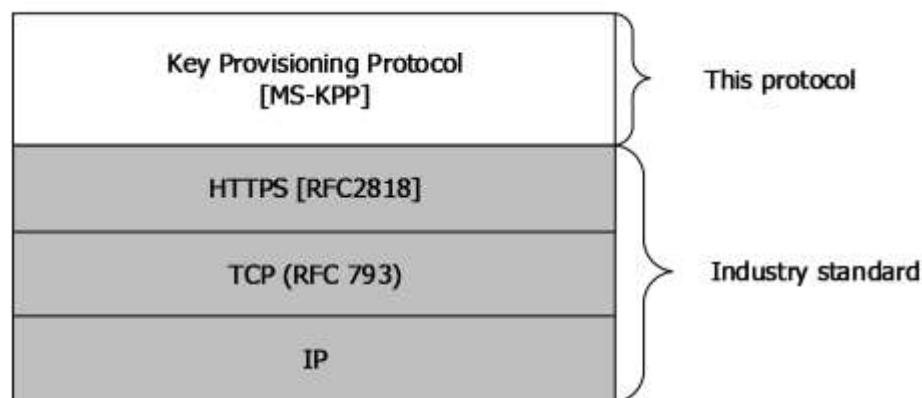 Key Provisioning Protocol
[MS-KPP]
This protocol
HTTPS [RFC2818]
TCP (RFC 793)
Industry standard
IP